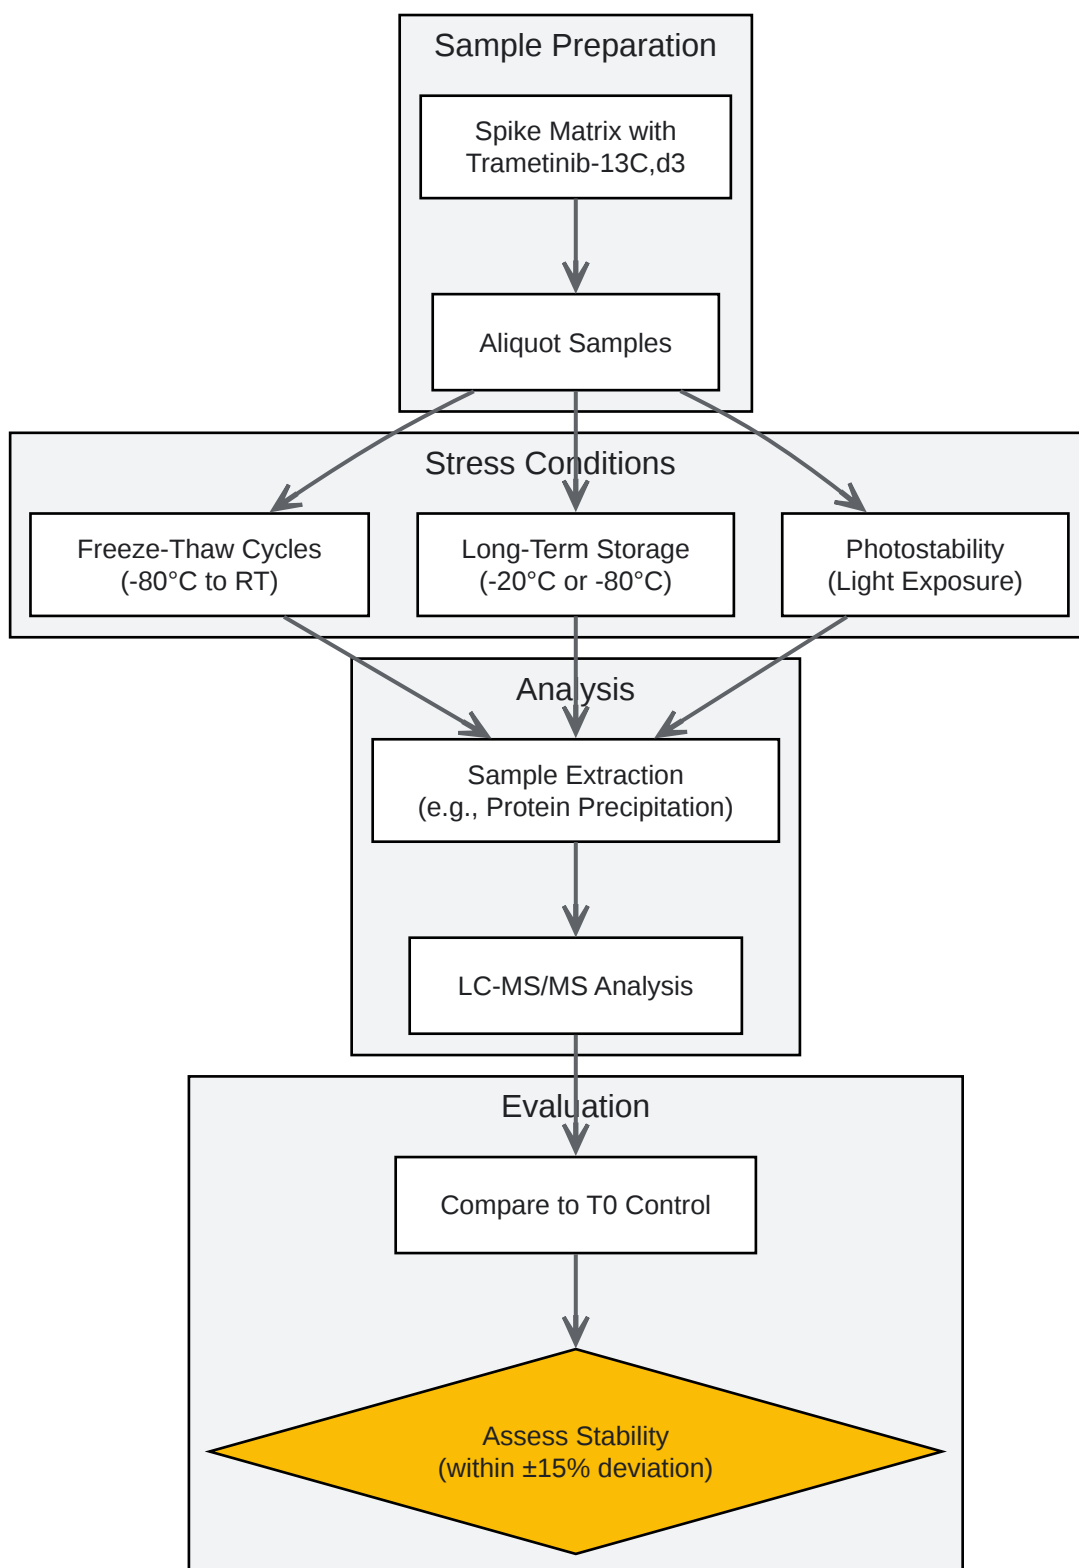 Sample Preparation
Spike Matrix with
Trametinib-13C,d3
Aliquot Samples
Stress Conditions
Freeze-Thaw Cycles
(-80°C to RT)
Long-Term Storage
(-20°C or -80°C)
Photostability
(Light Exposure)
Analysis
Sample Extraction
(e.g., Protein Precipitation)
LC-MS/MS Analysis
Evaluation
Compare to T0 Control
Assess Stability
(within ±15% deviation)